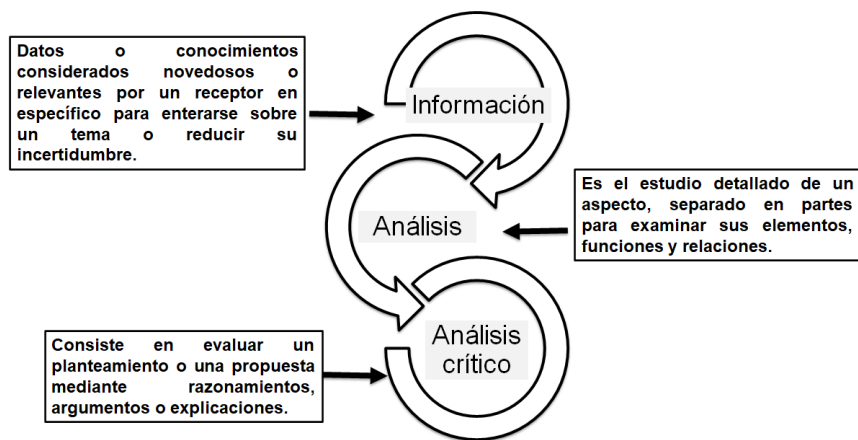 Datos o conocimientos
considerados novedosos o
relevantes por un receptor en
específico para enterarse sobre
un tema o reducir su
incertidumbre.
Información
Es el estudio detallado de un
aspecto, separado en partes
para examinar sus elementos,
funciones y relaciones.
Análisis
Consiste en evaluar un
planteamiento o una propuesta
mediante razonamientos,
argumentos o explicaciones.
Análisis
crítico